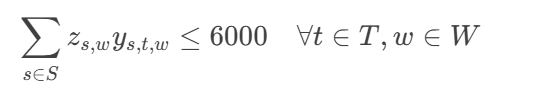 ∑_{s∈S} z_{s,w} y_{s,t,w} ≤ 6000 ∀t ∈ T, w ∈ W